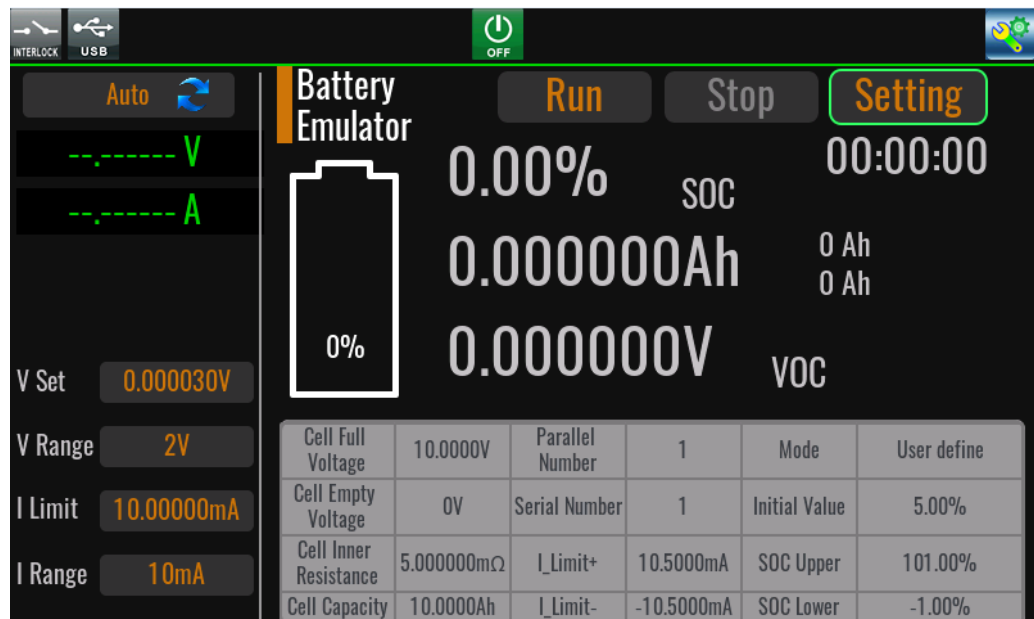 INTERLOCK USB OFF
Auto
--.------ V
--.------ A
V Set 0.000030V
V Range 2V
I Limit 10.00000mA
I Range 10mA
Battery
Emulator
Run Stop Setting
00:00:00
0.00% SOC
0.000000Ah
0 Ah
0 Ah
0%
0.000000V VOC
Cell Full
Voltage
10.0000V
Parallel
Number
1
Mode
User define
Cell Empty
Voltage
0V
Serial Number
1
Initial Value
5.00%
Cell Inner
Resistance
5.000000mΩ
I_Limit+
10.5000mA
SOC Upper
101.00%
Cell Capacity
10.0000Ah
I_Limit-
-10.5000mA
SOC Lower
-1.00%